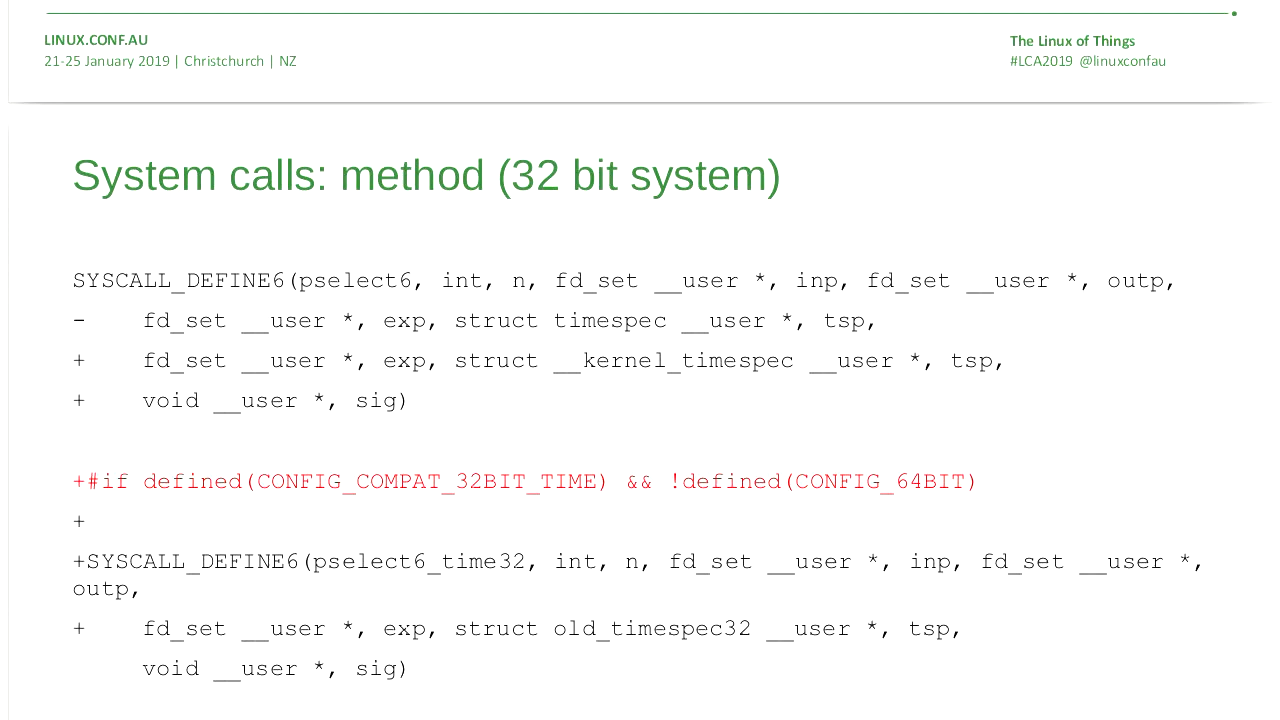 LINUX.CONF.AU
21-25 January 2019 | Christchurch | NZ
The Linux of Things
#LCA2019 @linuxconfau
System calls: method (32 bit system)
SYSCALL_DEFINE6(pselect6, int, n, fd_set __user *, inp, fd_set __user *, outp,
-    fd_set __user *, exp, struct timespec __user *, tsp,
+    fd_set __user *, exp, struct __kernel_timespec __user *, tsp,
+    void __user *, sig)
+#if defined(CONFIG_COMPAT_32BIT_TIME) && !defined(CONFIG_64BIT)
+
+SYSCALL_DEFINE6(pselect6_time32, int, n, fd_set __user *, inp, fd_set __user *,
outp,
+    fd_set __user *, exp, struct old_timespec32 __user *, tsp,
     void __user *, sig)